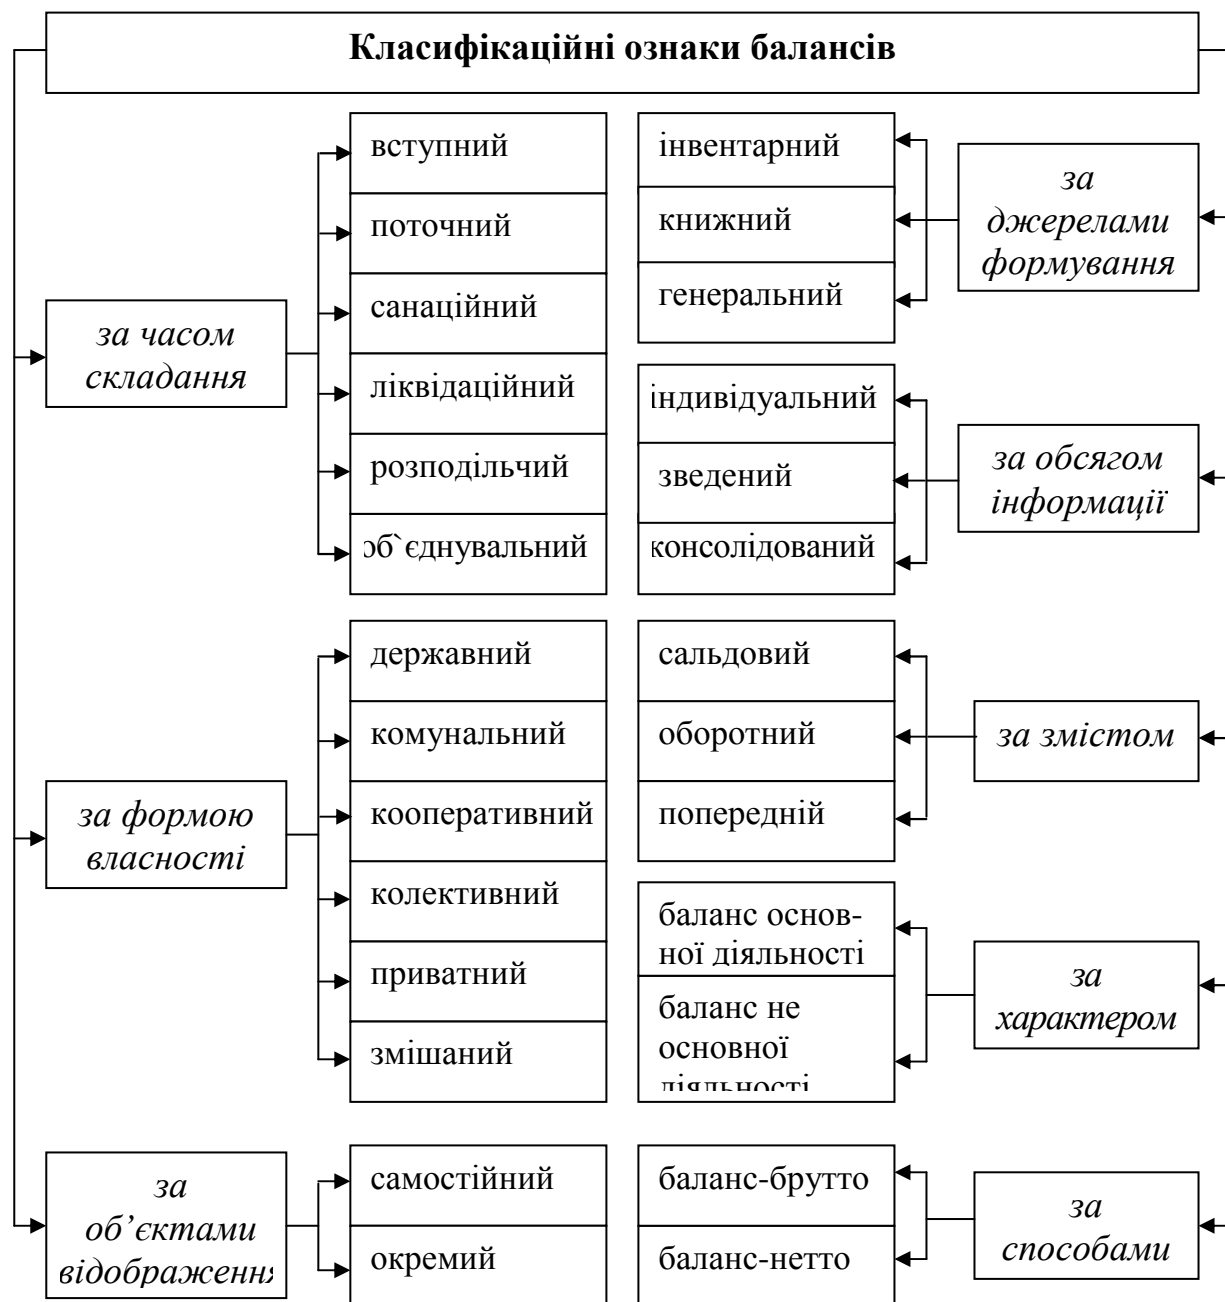 Класифікаційні ознаки балансів
за часом
складання
вступний
поточний
санаційний
ліквідаційний
розподільчий
об`єднувальний
інвентарний
книжний
генеральний
за
джерелами
формування
індивідуальний
зведений
консолідований
за обсягом
інформації
за формою
власності
державний
комунальний
кооперативний
колективний
приватний
змішаний
сальдовий
оборотний
попередній
за змістом
баланс основ-
ної діяльності
баланс не
основної
діяльності
за
характером
за
об’єктами
відображення
самостійний
окремий
баланс-брутто
баланс-нетто
за
способами